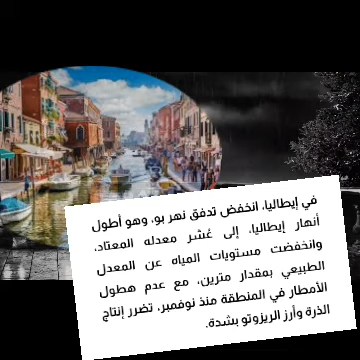 في إيطاليا، انخفض تدفق نهر بو، وهو أطول
أنهار إيطاليا، إلى عُشر معدله المعتاد،
وانخفضت مستويات المياه عن المعدل
الطبيعي بمقدار مترين، مع عدم هطول
الأمطار في المنطقة منذ نوفمبر، تضرر إنتاج
الذرة وأرز الريزوتو بشدة.